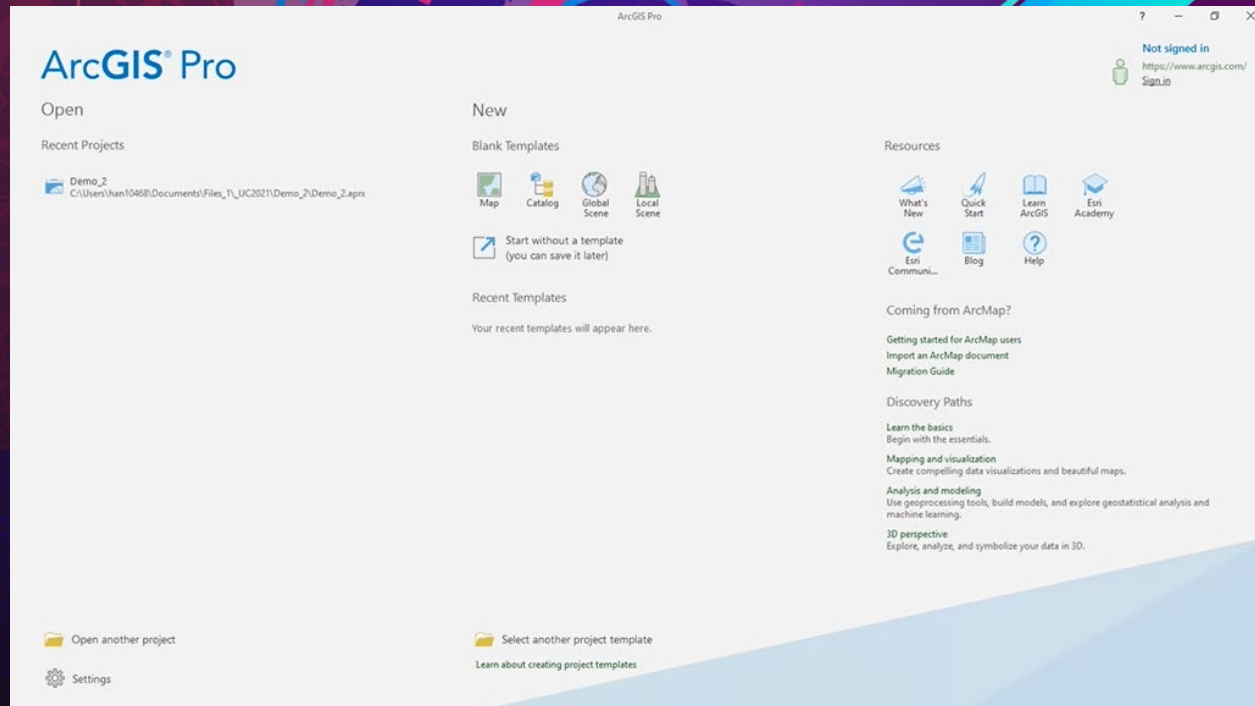 ArcGIS Pro
?
ArcGIS® Pro
Not signed in
https://www.arcgis.com/
Sign in
Open
Recent Projects
Demo_2
C:\Users\han10468\Documents\Files_1\_UC2021\Demo_2\Demo_2.aprx
Open another project
Settings
New
Blank Templates
Map
Catalog
Global
Scene
Local
Scene
Start without a template
(you can save it later)
Recent Templates
Your recent templates will appear here.
Select another project template
Learn about creating project templates
Resources
What's
New
Quick
Start
Learn
ArcGIS
Esri
Academy
Esri
Communi...
Blog
Help
Coming from ArcMap?
Getting started for ArcMap users
Import an ArcMap document
Migration Guide
Discovery Paths
Learn the basics
Begin with the essentials.
Mapping and visualization
Create compelling data visualizations and beautiful maps.
Analysis and modeling
Use geoprocessing tools, build models, and explore geostatistical analysis and
machine learning.
3D perspective
Explore, analyze, and symbolize your data in 3D.